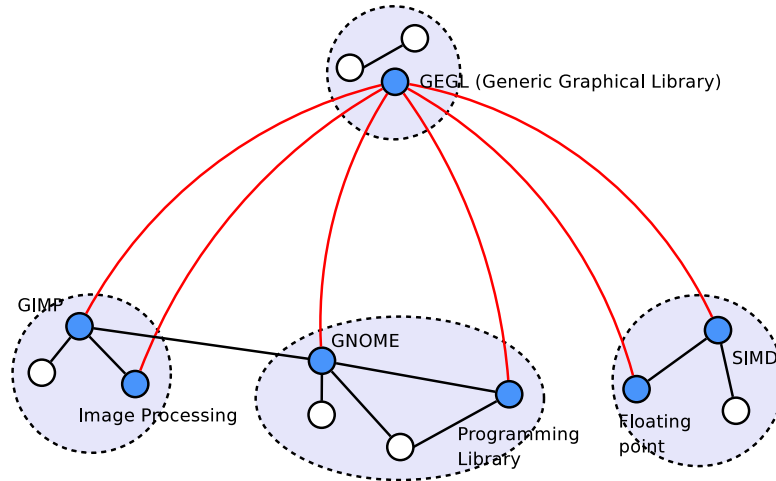 GEGL (Generic Graphical Library)
GIMP
GNOME
SIMD
Image Processing
Programming
Library
Floating
point